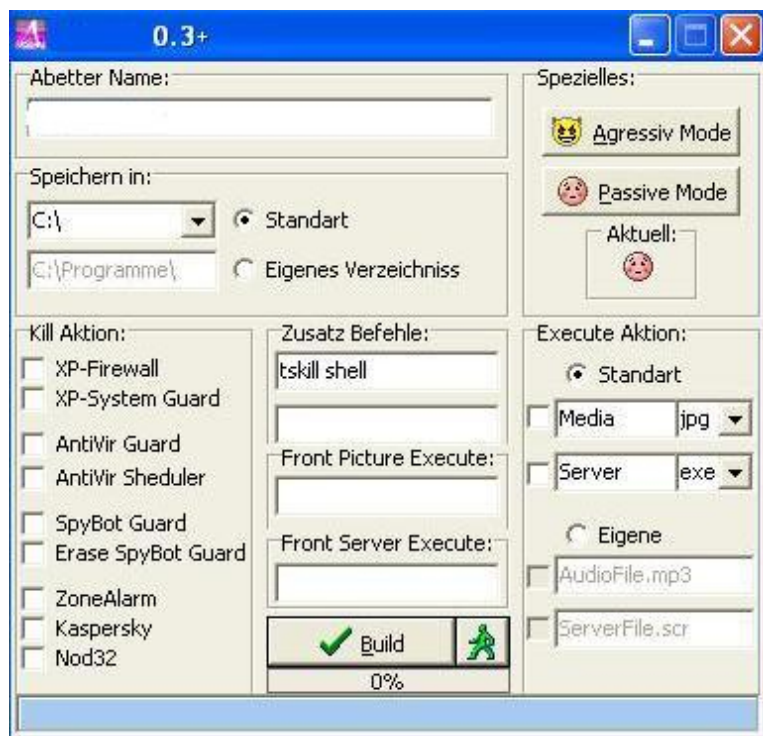 0.3+
Abetter Name:
Spezielles:
Agressiv Mode
Passive Mode
Aktuell:
Speichern in:
C:\
Standart
C:\Programme\
Eigenes Verzeichniss
Kill Aktion:
XP-Firewall
XP-System Guard
AntiVir Guard
AntiVir Sheduler
SpyBot Guard
Erase SpyBot Guard
ZoneAlarm
Kaspersky
Nod32
Zusatz Befehle:
tskill shell
Front Picture Execute:
Front Server Execute:
Build
0%
Execute Aktion:
Standart
Media jpg
Server exe
Eigene
AudioFile.mp3
ServerFile.scr